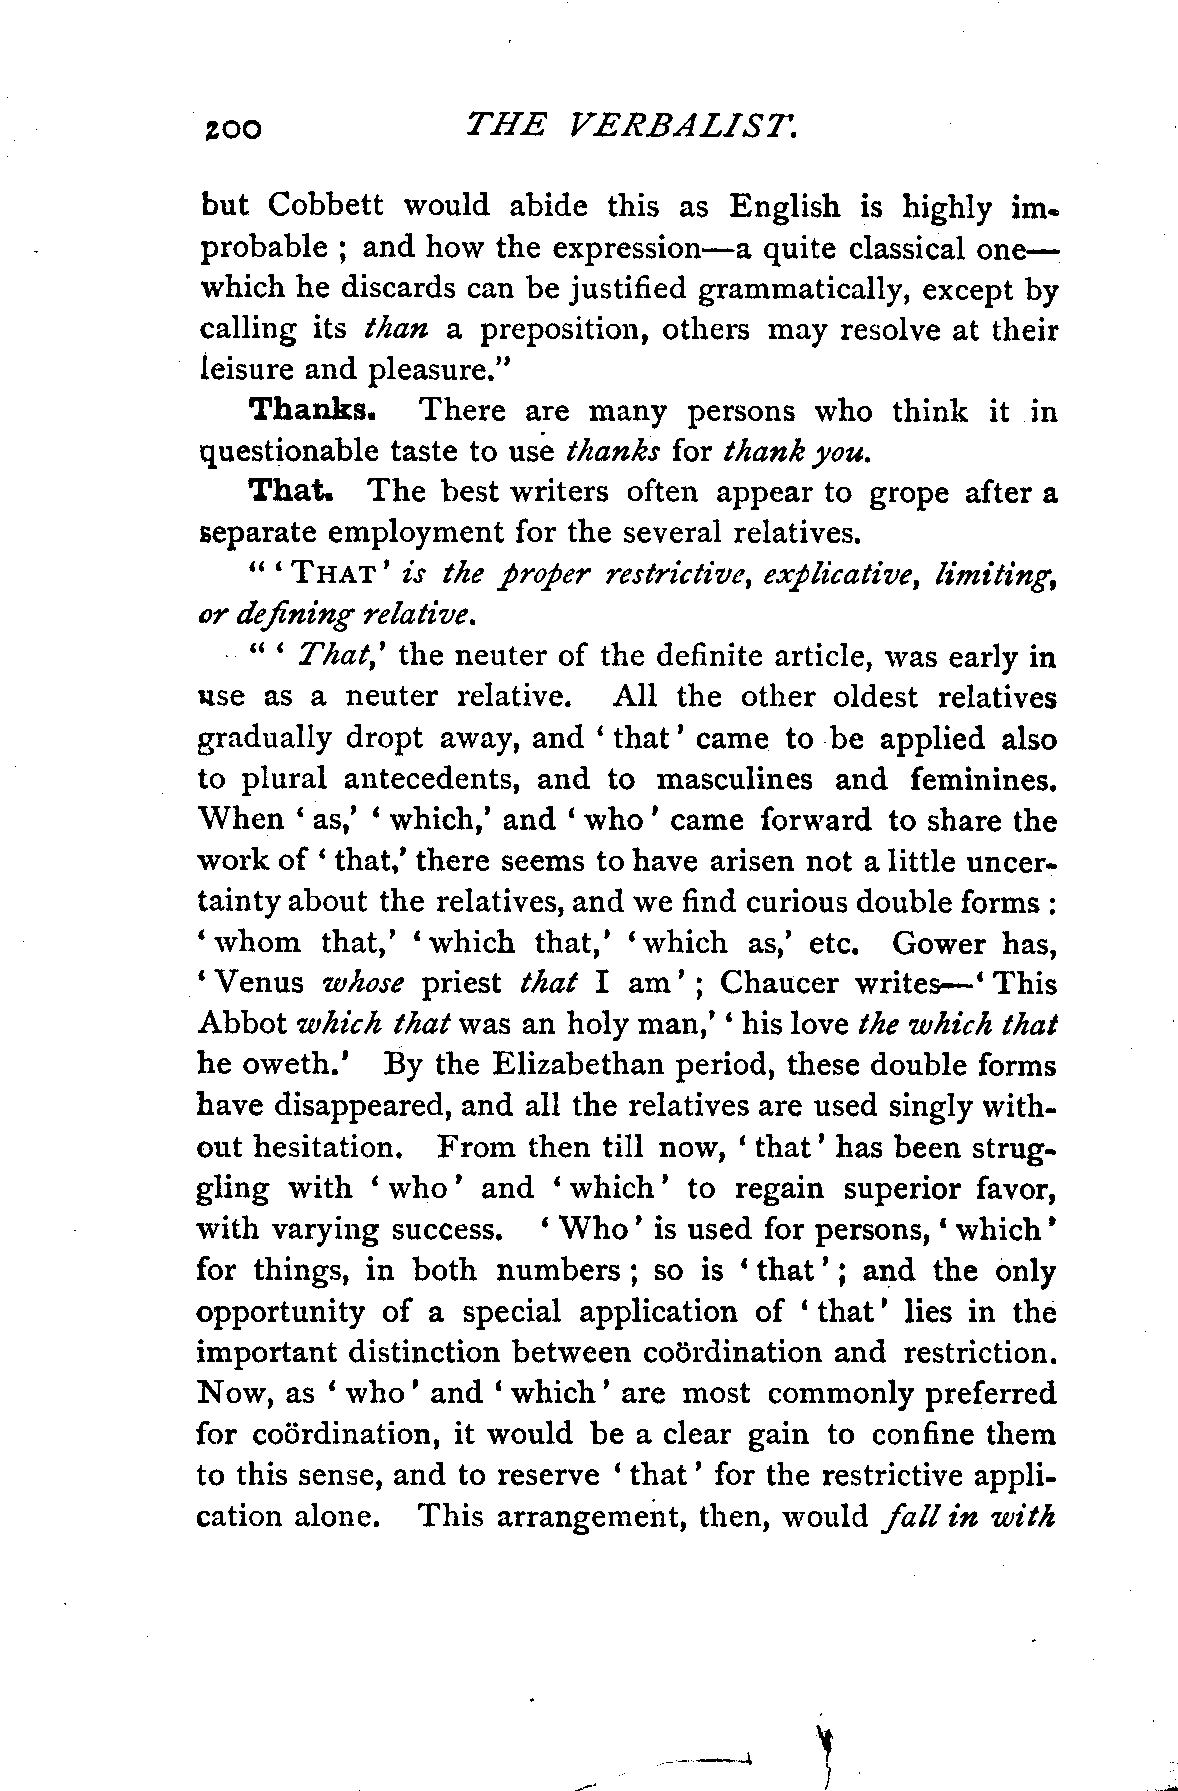 200 THE VERBALIST.
but Cobbett would abide this as English is highly im-
probable ; and how the expression—a quite classical one—
which he discards can be justified grammatically, except by
calling its than a preposition, others may resolve at their
leisure and pleasure."
Thanks. There are many persons who think it in
questionable taste to use thanks for thank you.
That. The best writers often appear to grope after a
separate employment for the several relatives.
" ' THAT ' is the proper restrictive, explicative, limiting,
or defining relative.
" ' That,' the neuter of the definite article, was early in
use as a neuter relative. All the other oldest relatives
gradually dropt away, and ' that ' came to be applied also
to plural antecedents, and to masculines and feminines.
When ' as,' ' which,' and ' who ' came forward to share the
work of ' that,' there seems to have arisen not a little uncer-
tainty about the relatives, and we find curious double forms :
' whom that,' ' which that,' ' which as,' etc. Gower has,
' Venus whose priest that I am ' ; Chaucer writes—' This
Abbot which that was an holy man,' ' his love the which that
he oweth.' By the Elizabethan period, these double forms
have disappeared, and all the relatives are used singly with-
out hesitation. From then till now, ' that ' has been strug-
gling with ' who ' and ' which ' to regain superior favor,
with varying success. ' Who ' is used for persons, ' which '
for things, in both numbers ; so is ' that ' ; and the only
opportunity of a special application of ' that ' lies in the
important distinction between coördination and restriction.
Now, as ' who ' and ' which ' are most commonly preferred
for coördination, it would be a clear gain to confine them
to this sense, and to reserve ' that ' for the restrictive appli-
cation alone. This arrangement, then, would fall in with